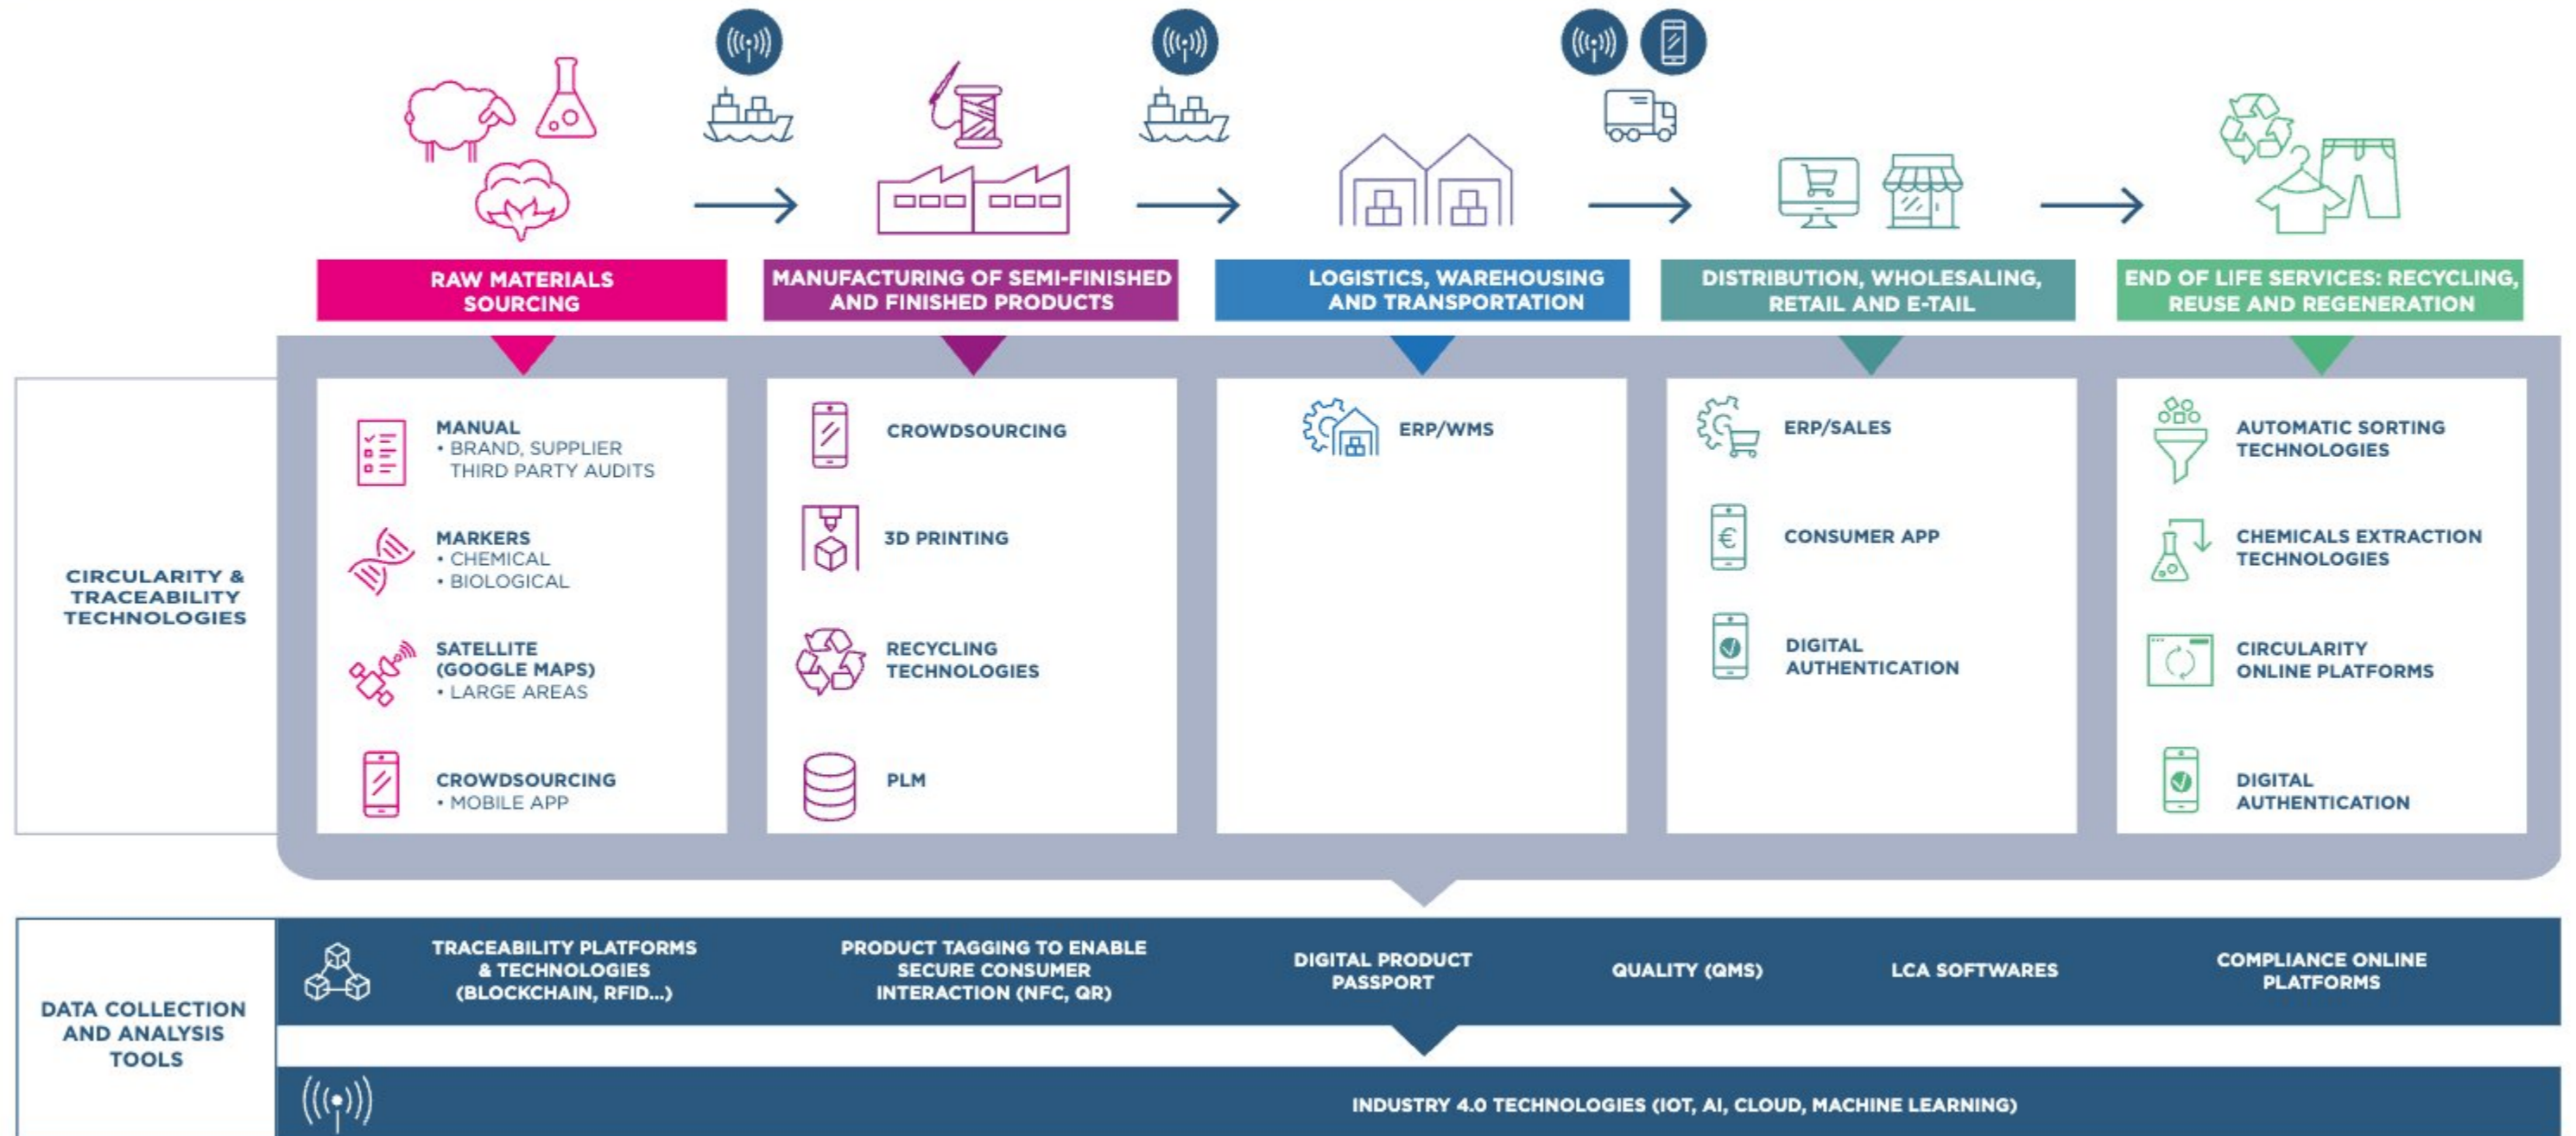 RAW MATERIALS
SOURCING
MANUFACTURING OF SEMI-FINISHED
AND FINISHED PRODUCTS
LOGISTICS, WAREHOUSING
AND TRANSPORTATION
DISTRIBUTION, WHOLESALING,
RETAIL AND E-TAIL
END OF LIFE SERVICES: RECYCLING,
REUSE AND REGENERATION
CIRCULARITY &
TRACEABILITY
TECHNOLOGIES
MANUAL
• BRAND, SUPPLIER
THIRD PARTY AUDITS
MARKERS
• CHEMICAL
• BIOLOGICAL
SATELLITE
(GOOGLE MAPS)
• LARGE AREAS
CROWDSOURCING
• MOBILE APP
CROWDSOURCING
3D PRINTING
RECYCLING
TECHNOLOGIES
PLM
ERP/WMS
ERP/SALES
€
CONSUMER APP
DIGITAL
AUTHENTICATION
AUTOMATIC SORTING
TECHNOLOGIES
CHEMICALS EXTRACTION
TECHNOLOGIES
CIRCULARITY
ONLINE PLATFORMS
DIGITAL
AUTHENTICATION
DATA COLLECTION
AND ANALYSIS
TOOLS
TRACEABILITY PLATFORMS
& TECHNOLOGIES
(BLOCKCHAIN, RFID...)
PRODUCT TAGGING TO ENABLE
SECURE CONSUMER
INTERACTION (NFC, QR)
DIGITAL PRODUCT
PASSPORT
QUALITY (QMS)
LCA SOFTWARES
COMPLIANCE ONLINE
PLATFORMS
INDUSTRY 4.0 TECHNOLOGIES (IOT, AI, CLOUD, MACHINE LEARNING)